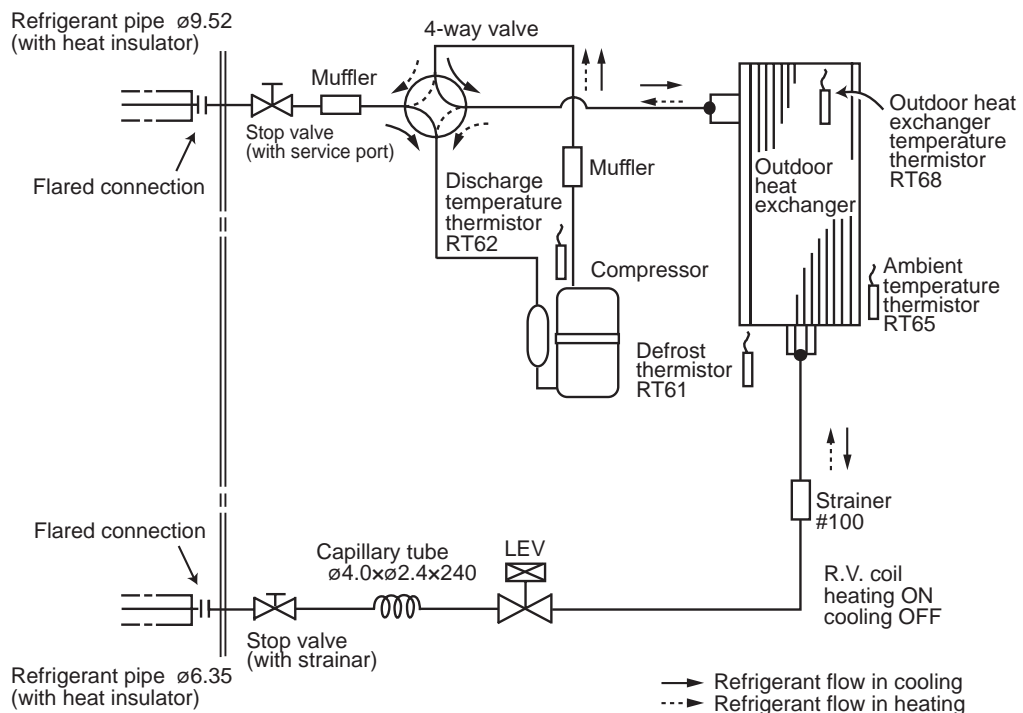 Refrigerant pipe ø9.52
(with heat insulator)
4-way valve
Muffler
Stop valve
(with service port)
Flared connection
Discharge
temperature
thermistor
RT62
Muffler
Compressor
Outdoor
heat
exchanger
Outdoor heat
exchanger
temperature
thermistor
RT68
Ambient
temperature
thermistor
RT65
Defrost
thermistor
RT61
Strainer
#100
Flared connection
Capillary tube
ø4.0×ø2.4×240
LEV
R.V. coil
heating ON
cooling OFF
Stop valve
(with strainar)
Refrigerant pipe ø6.35
(with heat insulator)
Refrigerant flow in cooling
Refrigerant flow in heating